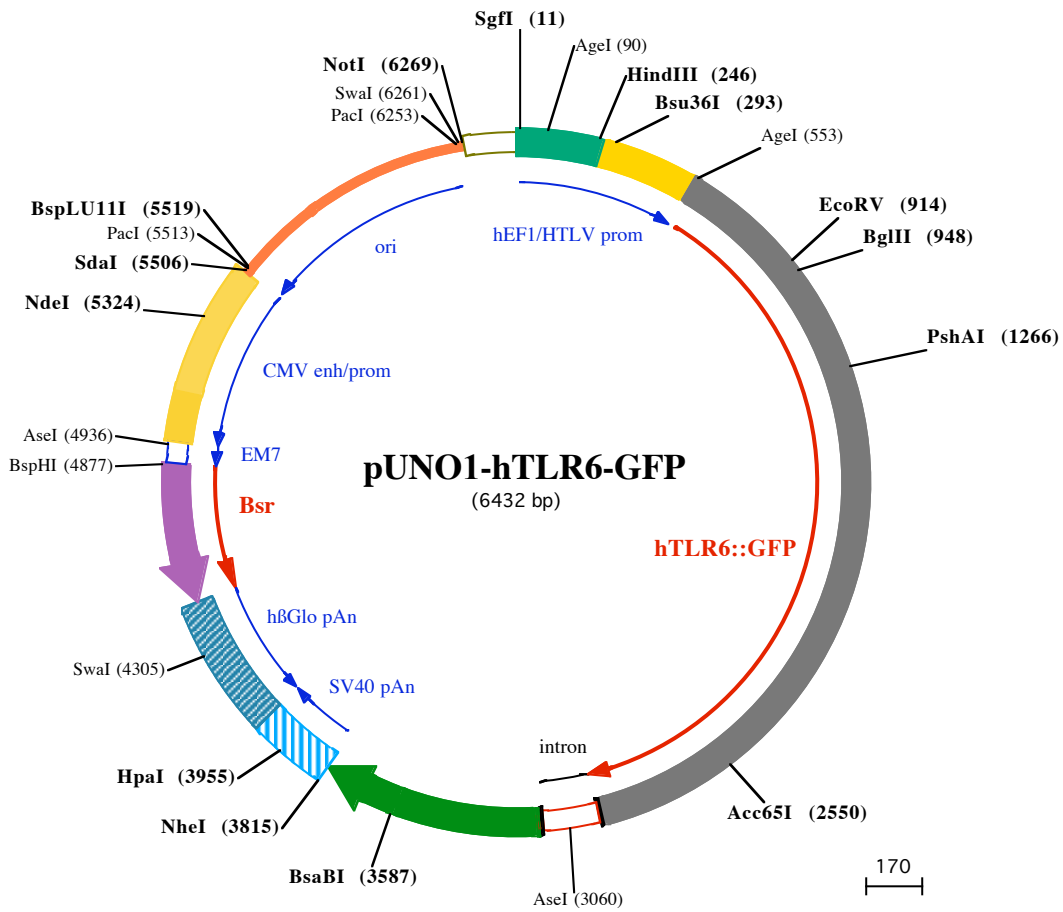 SgfI (11)
AgeI (90)
HindIII (246)
Bsu36I (293)
AgeI (553)
EcoRV (914)
BglII (948)
PshAI (1266)
Acc65I (2550)
AseI (3060)
BsaBI (3587)
NheI (3815)
HpaI (3955)
SwaI (4305)
BspHI (4877)
AseI (4936)
NdeI (5324)
SdaI (5506)
PacI (5513)
BspLU11I (5519)
PacI (6253)
SwaI (6261)
NotI (6269)
hEF1/HTLV prom
ori
CMV enh/prom
EM7
Bsr
hßGlo pAn
SV40 pAn
intron
hTLR6::GFP
pUNO1-hTLR6-GFP
(6432 bp)
170